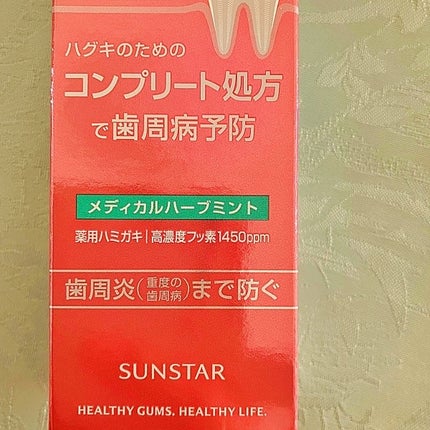 ハグキのための
コンプリート処方
で歯周病予防
メディカルハーブミント
薬用ハミガキ|高濃度フッ素1450ppm
歯周炎(重度の歯周病)まで防ぐ
SUNSTAR
HEALTHY GUMS. HEALTHY LIFE.